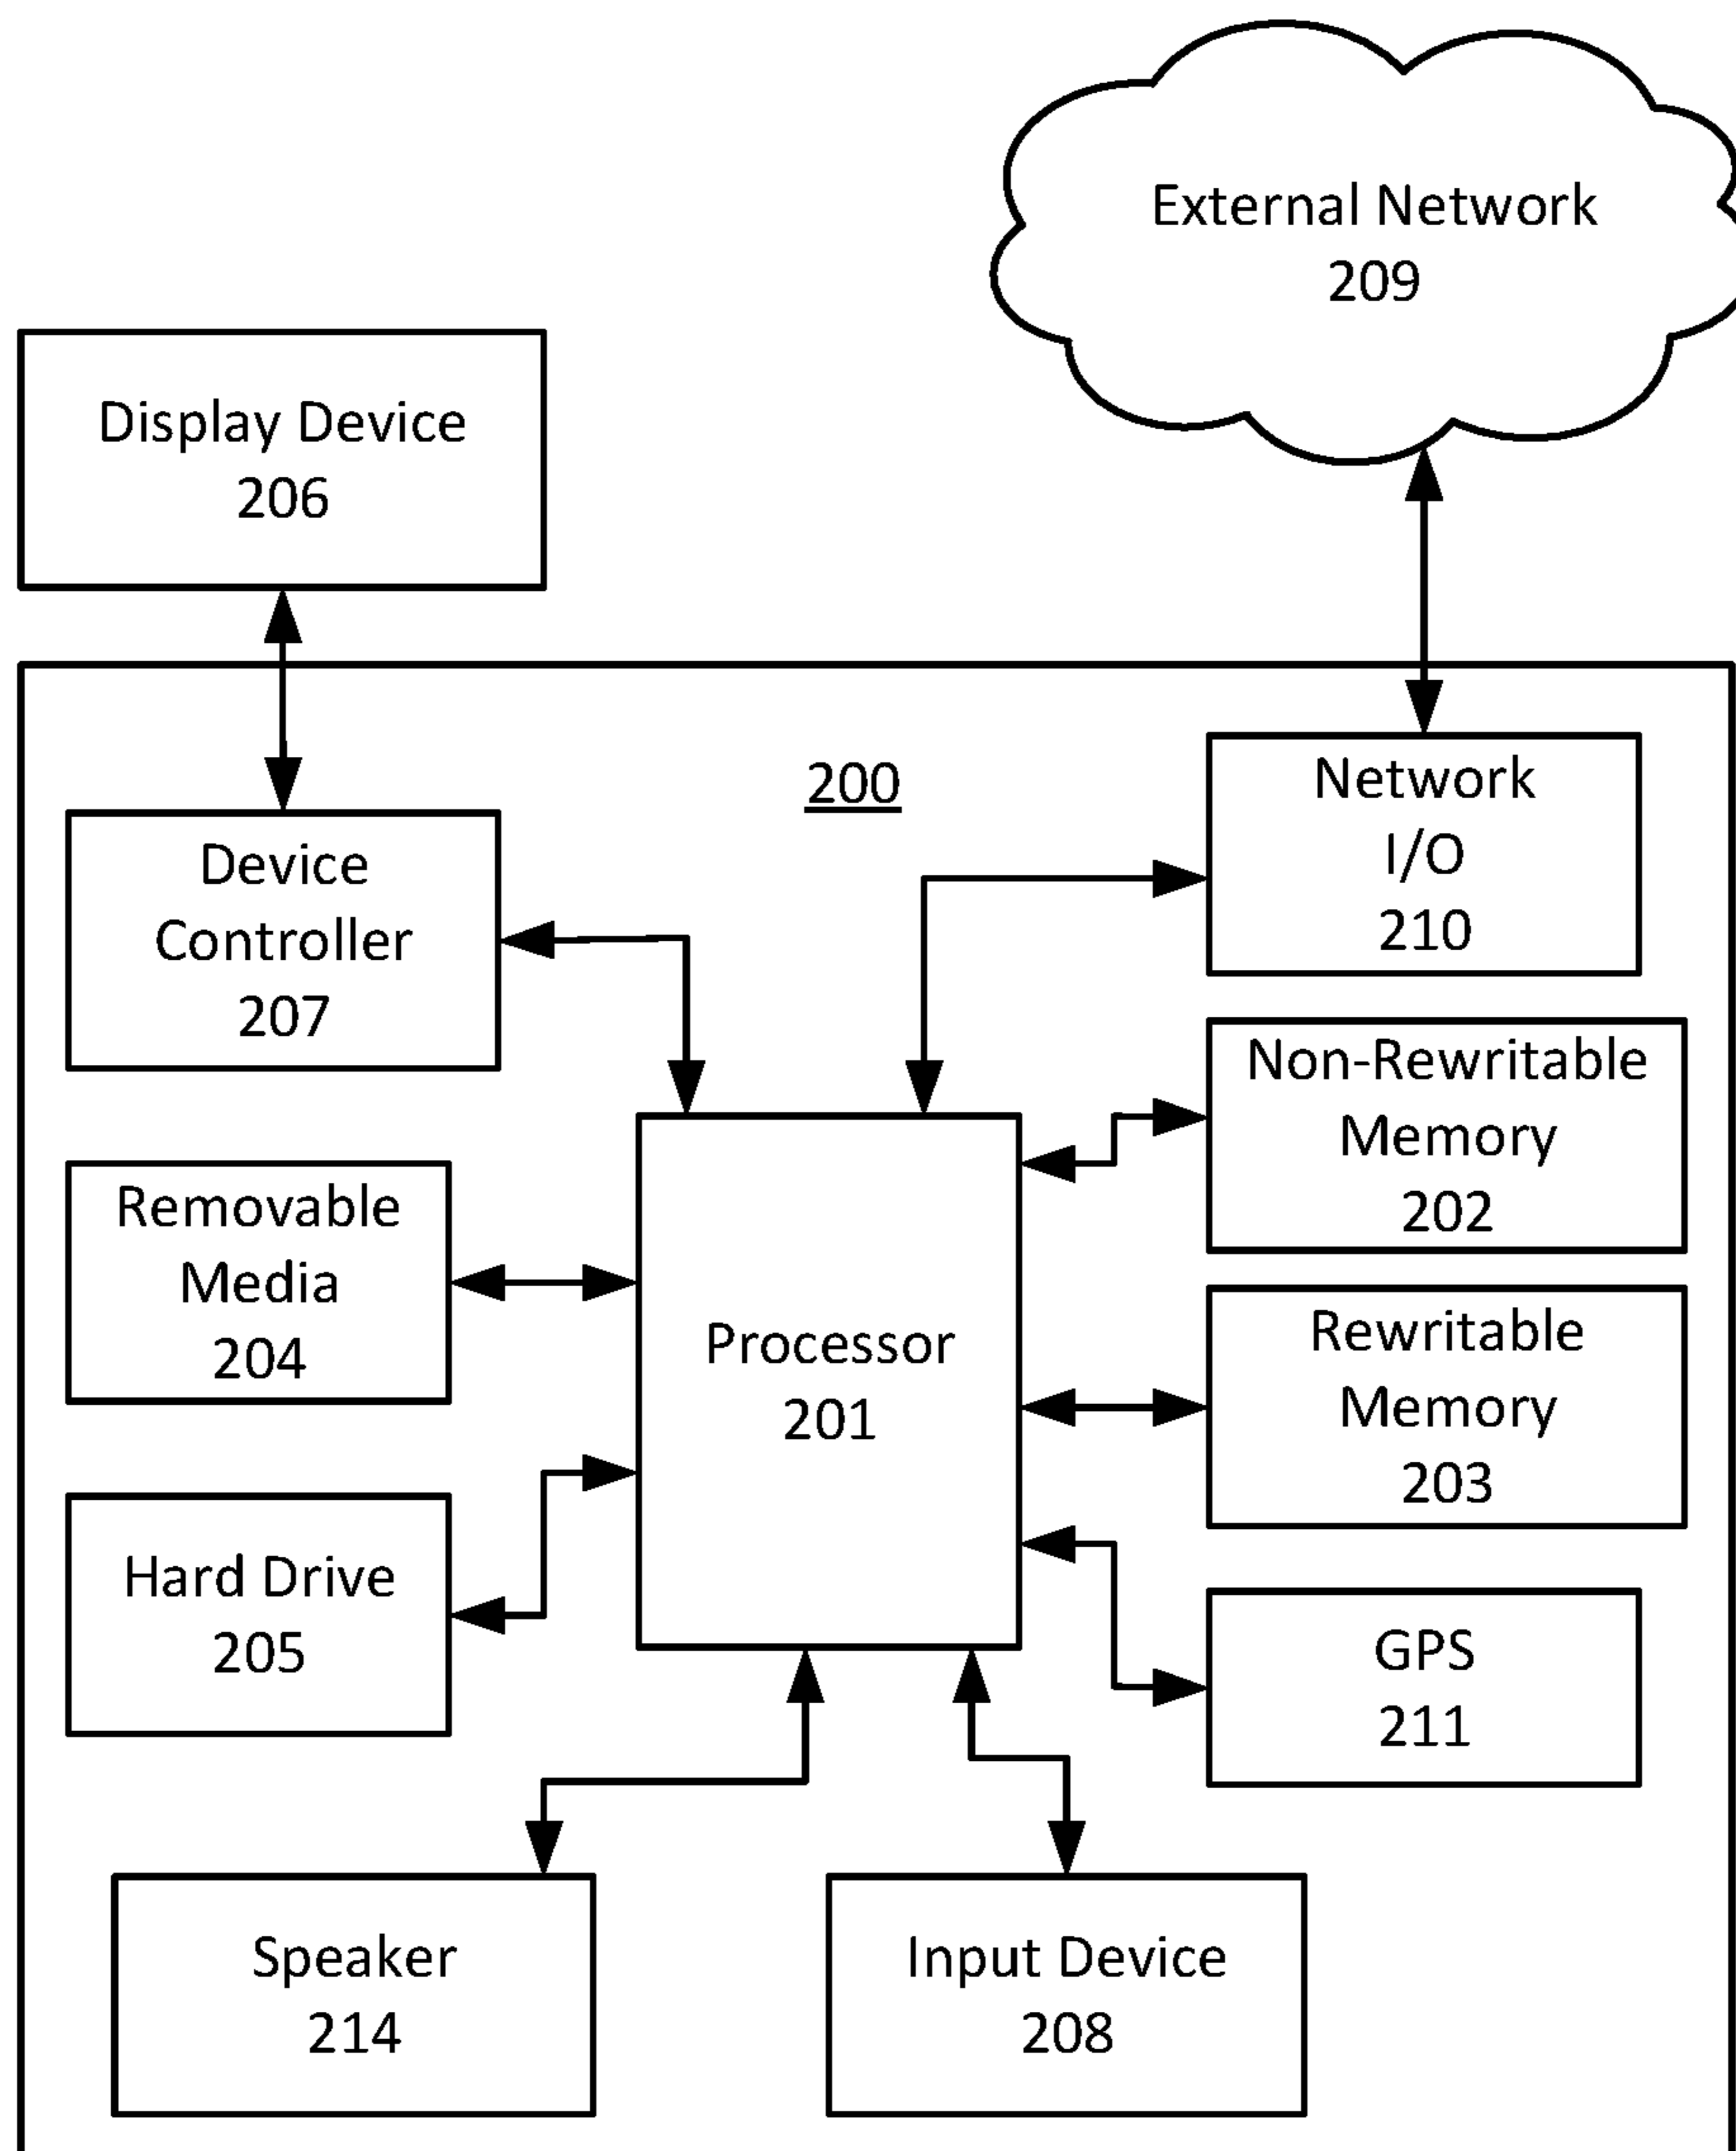 External Network
209
Display Device
206
200
Network
I/O
210
Device
Controller
207
Non-Rewritable
Memory
202
Removable
Media
204
Processor
201
Rewritable
Memory
203
Hard Drive
205
GPS
211
Speaker
214
Input Device
208